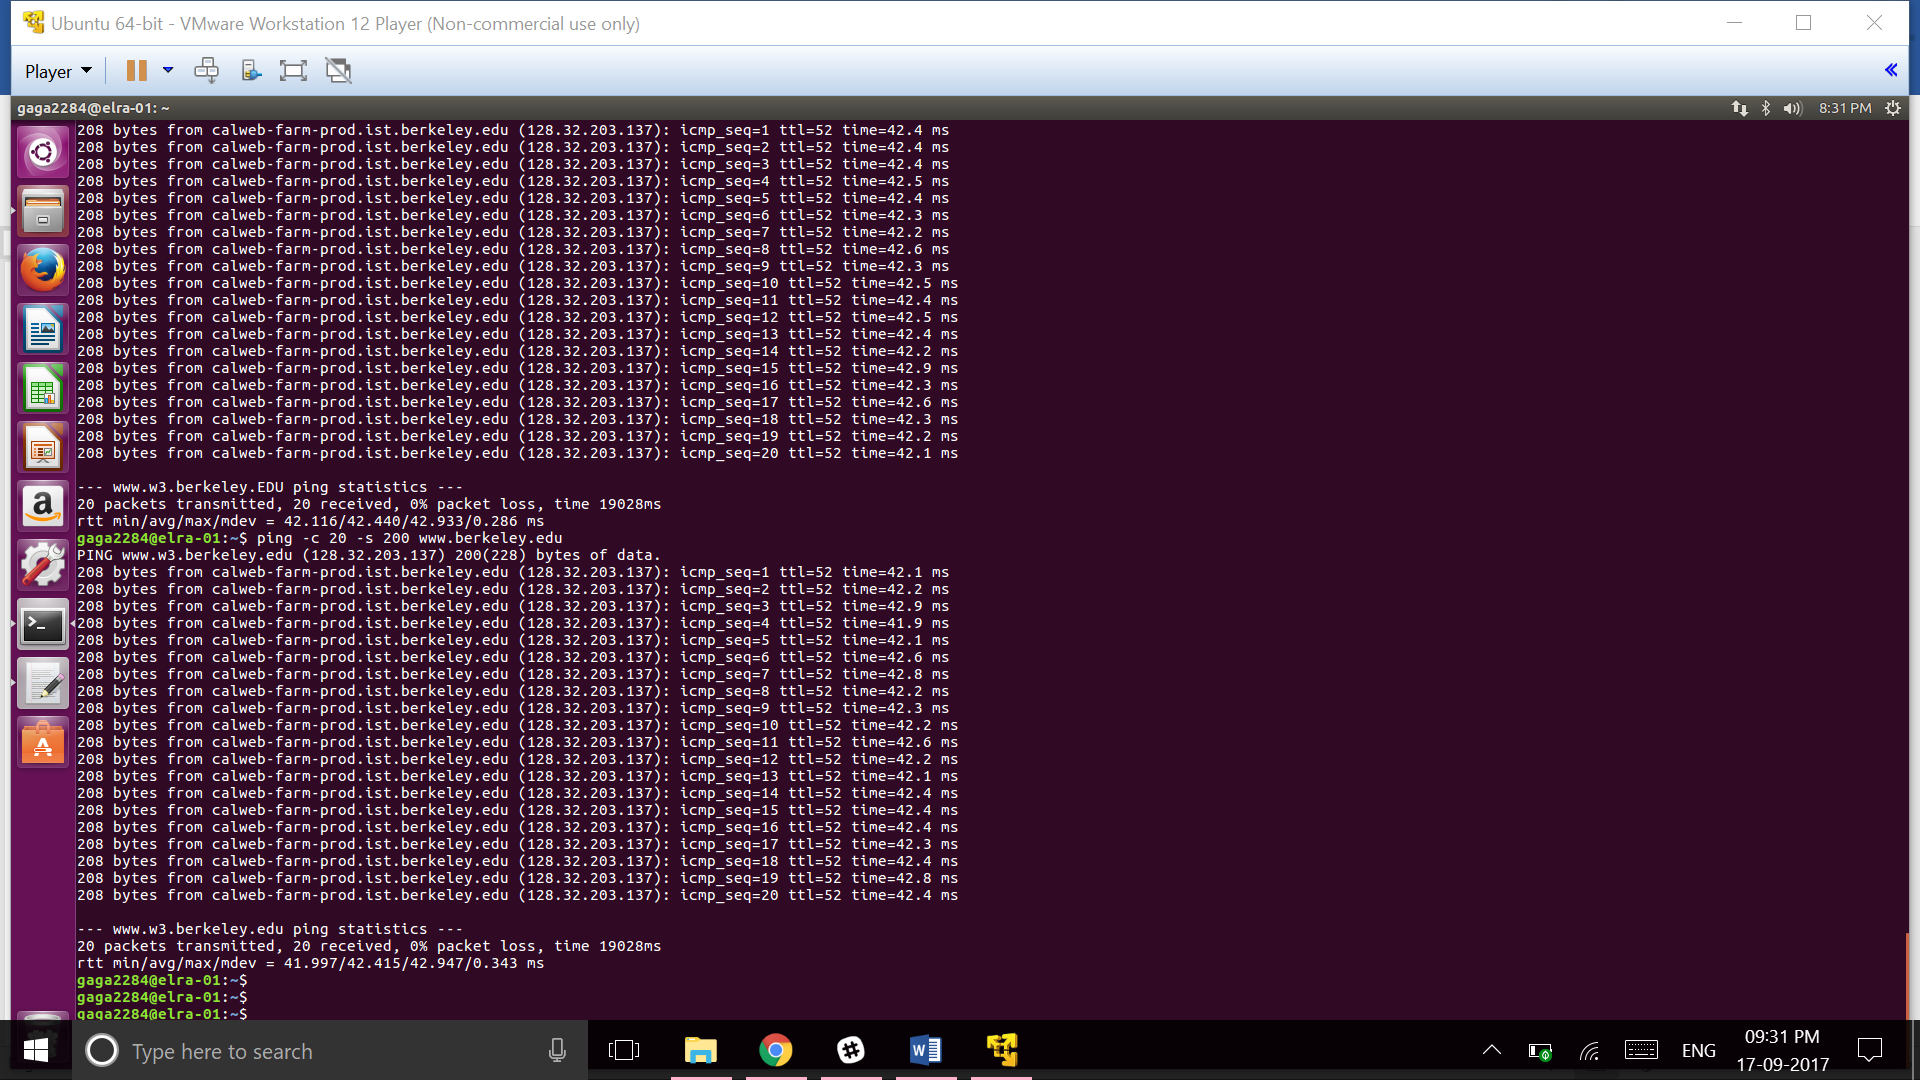 Ubuntu 64-bit - VMware Workstation 12 Player (Non-commercial use only)
Player
gaga2284@elra-01: ~
8:31 PM
208 bytes from calweb-farm-prod.ist.berkeley.edu (128.32.203.137): icmp_seq=1 ttl=52 time=42.4 ms
208 bytes from calweb-farm-prod.ist.berkeley.edu (128.32.203.137): icmp_seq=2 ttl=52 time=42.4 ms
208 bytes from calweb-farm-prod.ist.berkeley.edu (128.32.203.137): icmp_seq=3 ttl=52 time=42.4 ms
208 bytes from calweb-farm-prod.ist.berkeley.edu (128.32.203.137): icmp_seq=4 ttl=52 time=42.5 ms
208 bytes from calweb-farm-prod.ist.berkeley.edu (128.32.203.137): icmp_seq=5 ttl=52 time=42.4 ms
208 bytes from calweb-farm-prod.ist.berkeley.edu (128.32.203.137): icmp_seq=6 ttl=52 time=42.3 ms
208 bytes from calweb-farm-prod.ist.berkeley.edu (128.32.203.137): icmp_seq=7 ttl=52 time=42.2 ms
208 bytes from calweb-farm-prod.ist.berkeley.edu (128.32.203.137): icmp_seq=8 ttl=52 time=42.6 ms
208 bytes from calweb-farm-prod.ist.berkeley.edu (128.32.203.137): icmp_seq=9 ttl=52 time=42.3 ms
208 bytes from calweb-farm-prod.ist.berkeley.edu (128.32.203.137): icmp_seq=10 ttl=52 time=42.5 ms
208 bytes from calweb-farm-prod.ist.berkeley.edu (128.32.203.137): icmp_seq=11 ttl=52 time=42.4 ms
208 bytes from calweb-farm-prod.ist.berkeley.edu (128.32.203.137): icmp_seq=12 ttl=52 time=42.5 ms
208 bytes from calweb-farm-prod.ist.berkeley.edu (128.32.203.137): icmp_seq=13 ttl=52 time=42.4 ms
208 bytes from calweb-farm-prod.ist.berkeley.edu (128.32.203.137): icmp_seq=14 ttl=52 time=42.2 ms
208 bytes from calweb-farm-prod.ist.berkeley.edu (128.32.203.137): icmp_seq=15 ttl=52 time=42.9 ms
208 bytes from calweb-farm-prod.ist.berkeley.edu (128.32.203.137): icmp_seq=16 ttl=52 time=42.3 ms
208 bytes from calweb-farm-prod.ist.berkeley.edu (128.32.203.137): icmp_seq=17 ttl=52 time=42.6 ms
208 bytes from calweb-farm-prod.ist.berkeley.edu (128.32.203.137): icmp_seq=18 ttl=52 time=42.3 ms
208 bytes from calweb-farm-prod.ist.berkeley.edu (128.32.203.137): icmp_seq=19 ttl=52 time=42.2 ms
208 bytes from calweb-farm-prod.ist.berkeley.edu (128.32.203.137): icmp_seq=20 ttl=52 time=42.1 ms
--- www.w3.berkeley.EDU ping statistics ---
20 packets transmitted, 20 received, 0% packet loss, time 19028ms
rtt min/avg/max/mdev = 42.116/42.440/42.933/0.286 ms
gaga2284@elra-01:~$ ping -c 20 -s 200 www.berkeley.edu
PING www.w3.berkeley.edu (128.32.203.137) 200(228) bytes of data.
208 bytes from calweb-farm-prod.ist.berkeley.edu (128.32.203.137): icmp_seq=1 ttl=52 time=42.1 ms
208 bytes from calweb-farm-prod.ist.berkeley.edu (128.32.203.137): icmp_seq=2 ttl=52 time=42.2 ms
208 bytes from calweb-farm-prod.ist.berkeley.edu (128.32.203.137): icmp_seq=3 ttl=52 time=42.9 ms
208 bytes from calweb-farm-prod.ist.berkeley.edu (128.32.203.137): icmp_seq=4 ttl=52 time=41.9 ms
208 bytes from calweb-farm-prod.ist.berkeley.edu (128.32.203.137): icmp_seq=5 ttl=52 time=42.1 ms
208 bytes from calweb-farm-prod.ist.berkeley.edu (128.32.203.137): icmp_seq=6 ttl=52 time=42.6 ms
208 bytes from calweb-farm-prod.ist.berkeley.edu (128.32.203.137): icmp_seq=7 ttl=52 time=42.8 ms
208 bytes from calweb-farm-prod.ist.berkeley.edu (128.32.203.137): icmp_seq=8 ttl=52 time=42.2 ms
208 bytes from calweb-farm-prod.ist.berkeley.edu (128.32.203.137): icmp_seq=9 ttl=52 time=42.3 ms
208 bytes from calweb-farm-prod.ist.berkeley.edu (128.32.203.137): icmp_seq=10 ttl=52 time=42.2 ms
208 bytes from calweb-farm-prod.ist.berkeley.edu (128.32.203.137): icmp_seq=11 ttl=52 time=42.6 ms
208 bytes from calweb-farm-prod.ist.berkeley.edu (128.32.203.137): icmp_seq=12 ttl=52 time=42.2 ms
208 bytes from calweb-farm-prod.ist.berkeley.edu (128.32.203.137): icmp_seq=13 ttl=52 time=42.1 ms
208 bytes from calweb-farm-prod.ist.berkeley.edu (128.32.203.137): icmp_seq=14 ttl=52 time=42.4 ms
208 bytes from calweb-farm-prod.ist.berkeley.edu (128.32.203.137): icmp_seq=15 ttl=52 time=42.4 ms
208 bytes from calweb-farm-prod.ist.berkeley.edu (128.32.203.137): icmp_seq=16 ttl=52 time=42.4 ms
208 bytes from calweb-farm-prod.ist.berkeley.edu (128.32.203.137): icmp_seq=17 ttl=52 time=42.3 ms
208 bytes from calweb-farm-prod.ist.berkeley.edu (128.32.203.137): icmp_seq=18 ttl=52 time=42.4 ms
208 bytes from calweb-farm-prod.ist.berkeley.edu (128.32.203.137): icmp_seq=19 ttl=52 time=42.8 ms
208 bytes from calweb-farm-prod.ist.berkeley.edu (128.32.203.137): icmp_seq=20 ttl=52 time=42.4 ms
--- www.w3.berkeley.edu ping statistics ---
20 packets transmitted, 20 received, 0% packet loss, time 19028ms
rtt min/avg/max/mdev = 41.997/42.415/42.947/0.343 ms
gaga2284@elra-01:~$
gaga2284@elra-01:~$
gaga2284@elra-01:~$
Type here to search
ENG
09:31 PM
17-09-2017